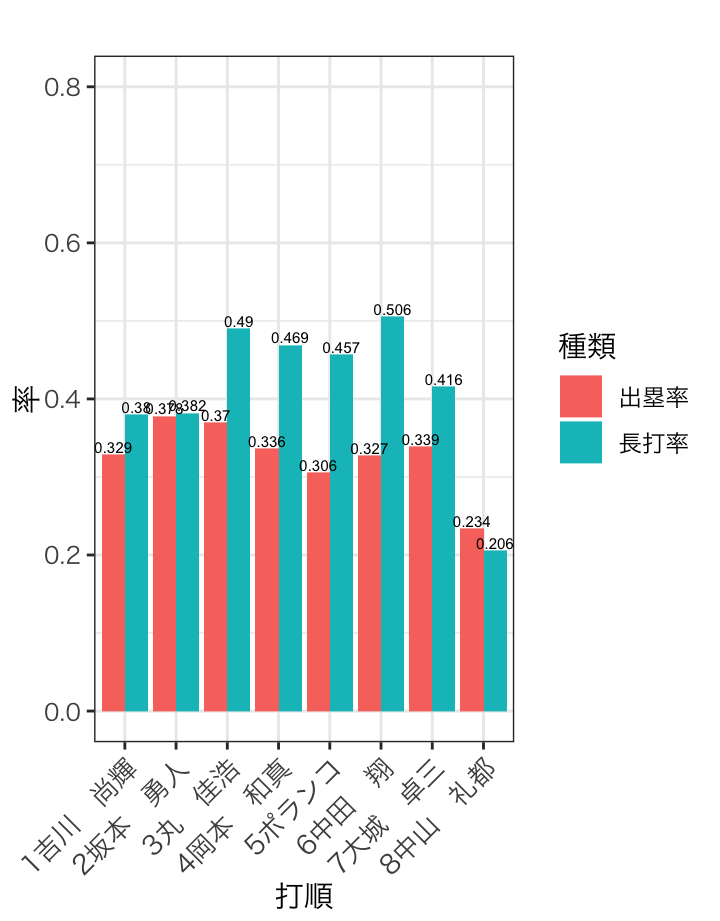 0.8
0.6
0.4
0.2
0.0
率
0.329
0.38
0.378
0.382
0.37
0.49
0.336
0.469
0.306
0.457
0.327
0.506
0.339
0.416
0.234
0.206
1吉川　尚輝
2坂本　勇人
3丸　佳浩
4岡本　和真
5ポランコ
6中田　翔
7大城　卓三
8中山　礼都
打順
種類
出塁率
長打率